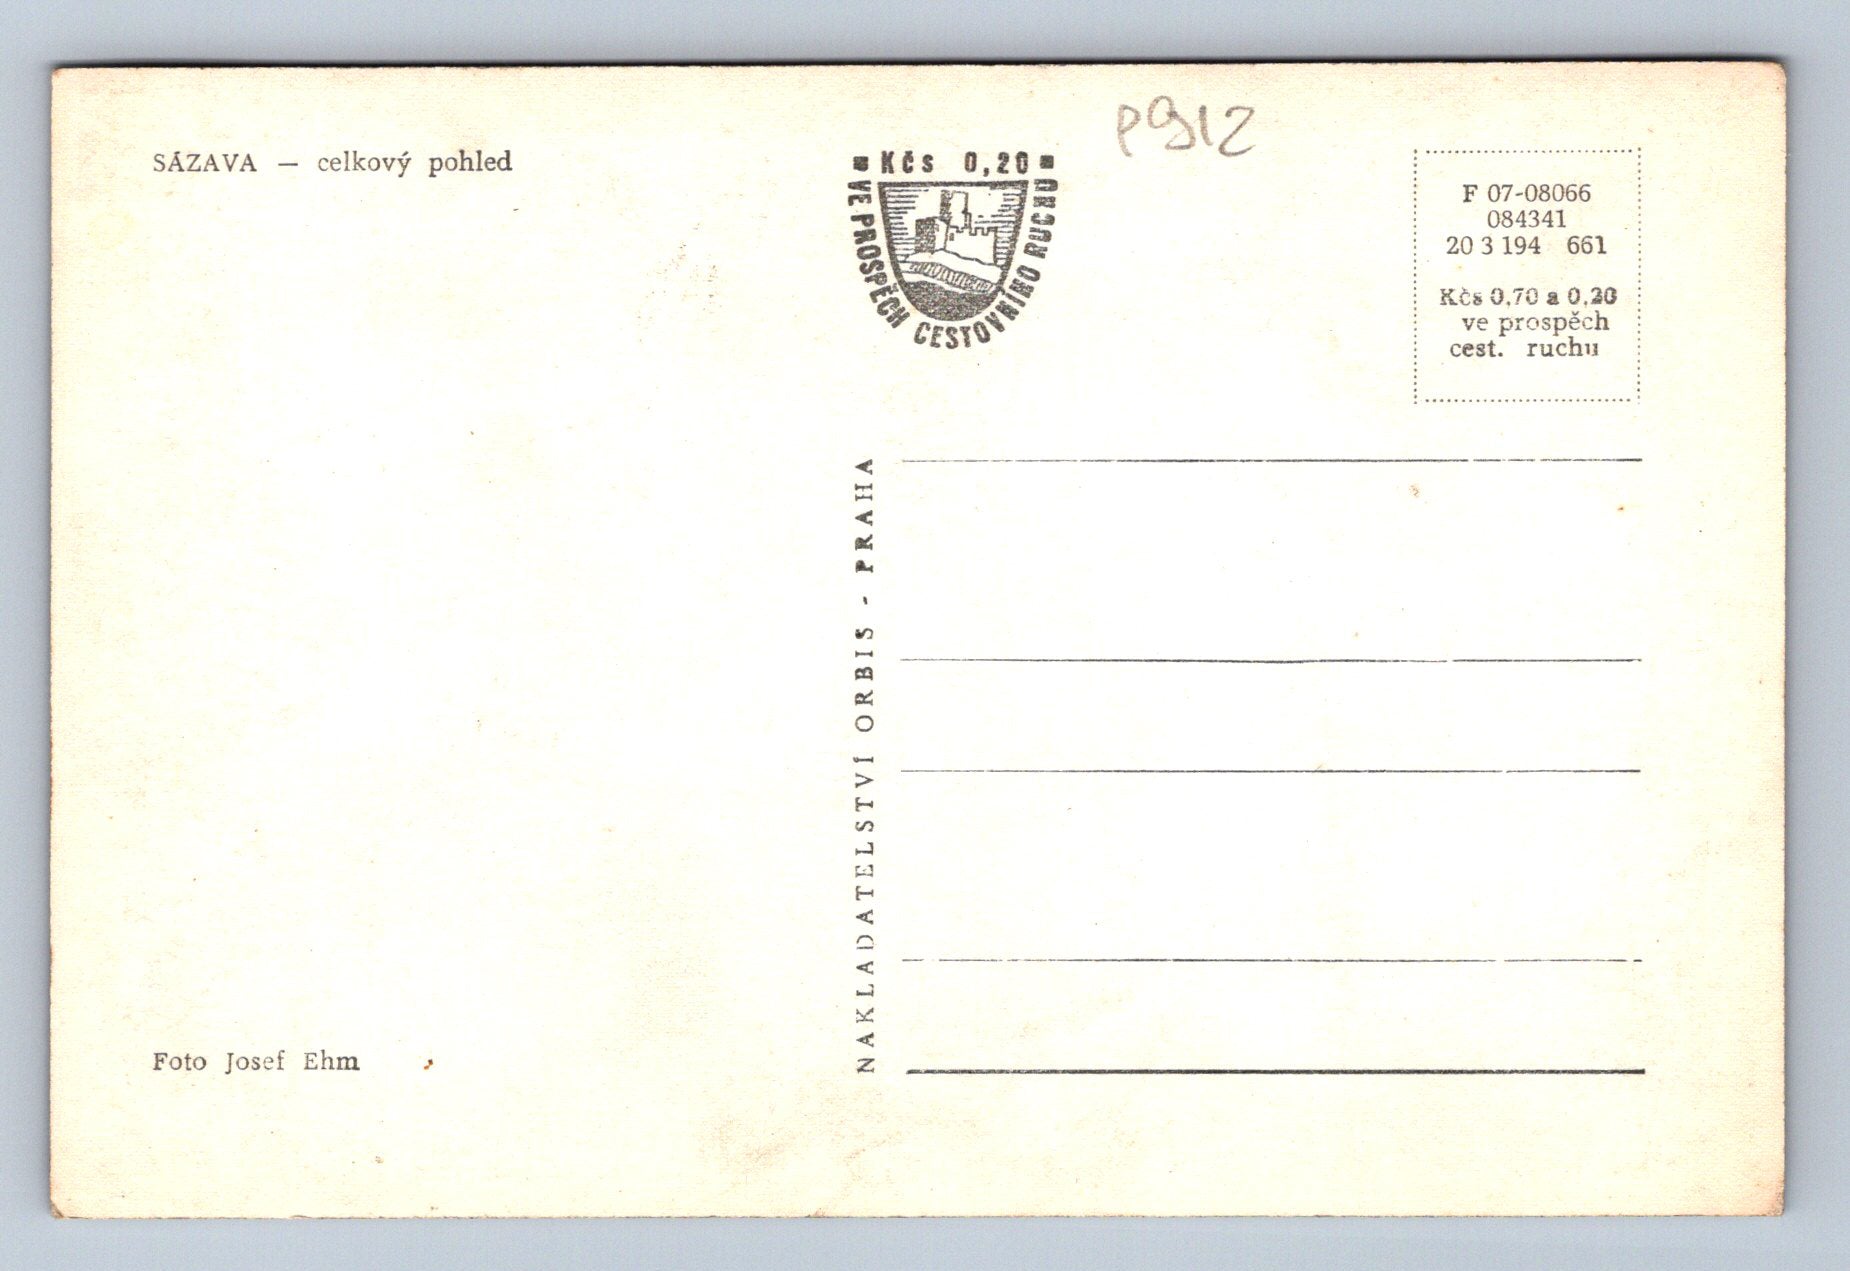 SÁZAVA — celkový pohled
P912
Kčs 0,20
VE PROSPĚCH CESTOVNÍHO RUCHU
F 07-08066
084341
20 3 194 661
Kčs 0,70 a 0,20
ve prospěch
cest. ruchu
NAKLADATELSTVÍ ORBIS - PRAHA
Foto Josef Ehm